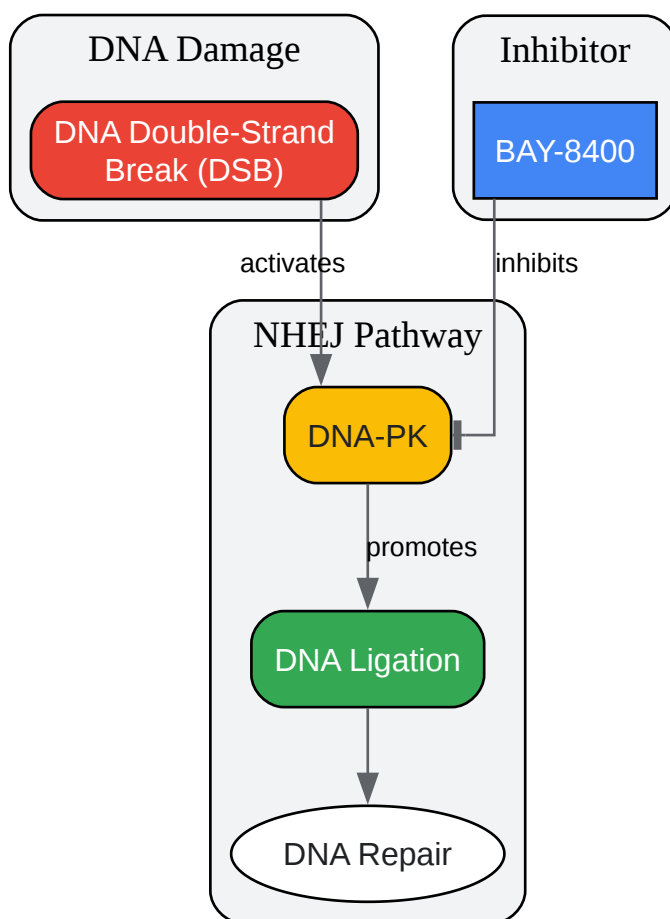 DNA Damage
DNA Double-Strand
Break (DSB)
Inhibitor
BAY-8400
activates
inhibits
NHEJ Pathway
DNA-PK
promotes
DNA Ligation
DNA Repair